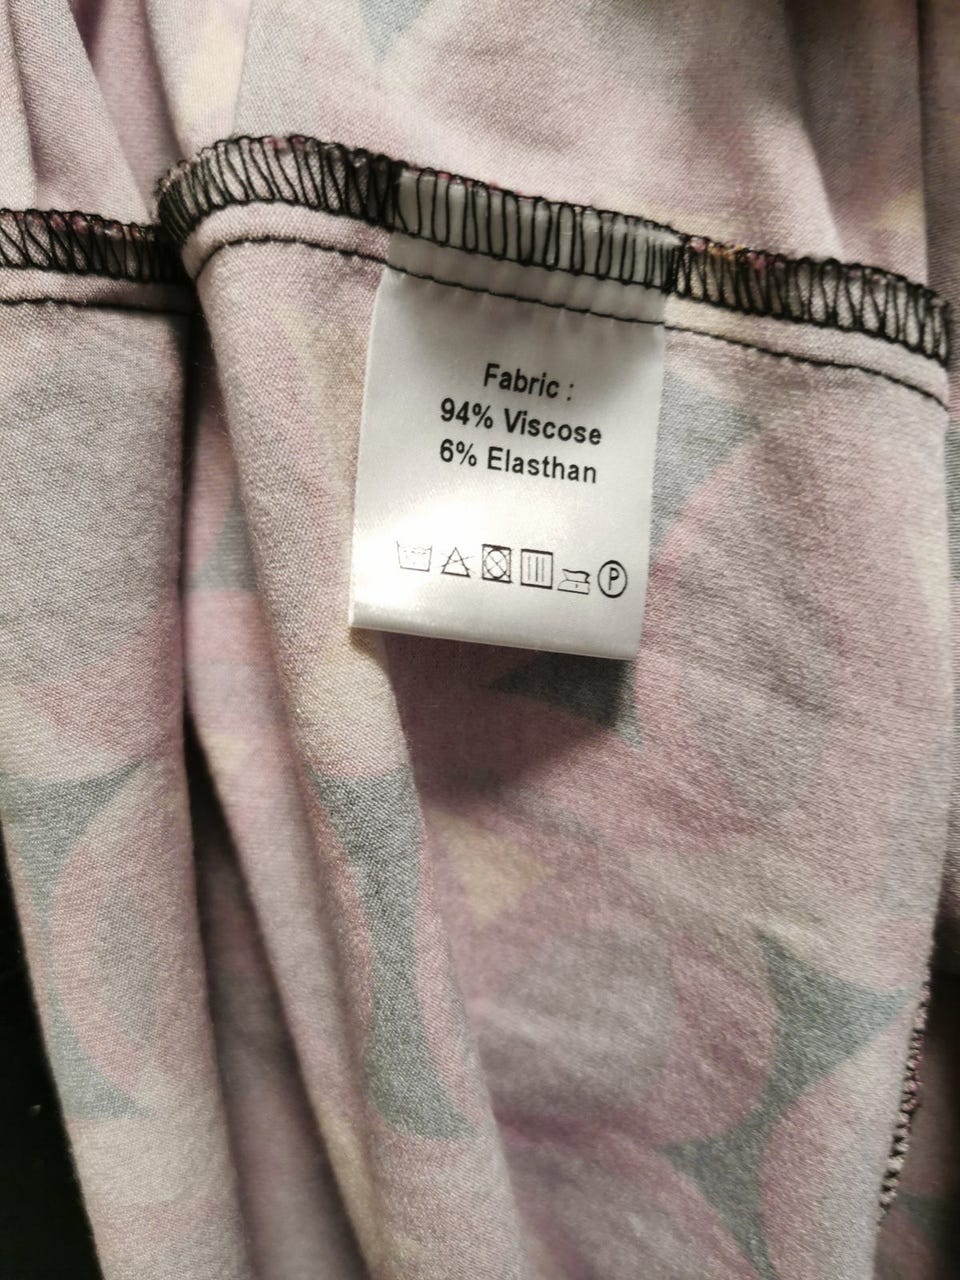 Fabric :
94% Viscose
6% Elasthan
P